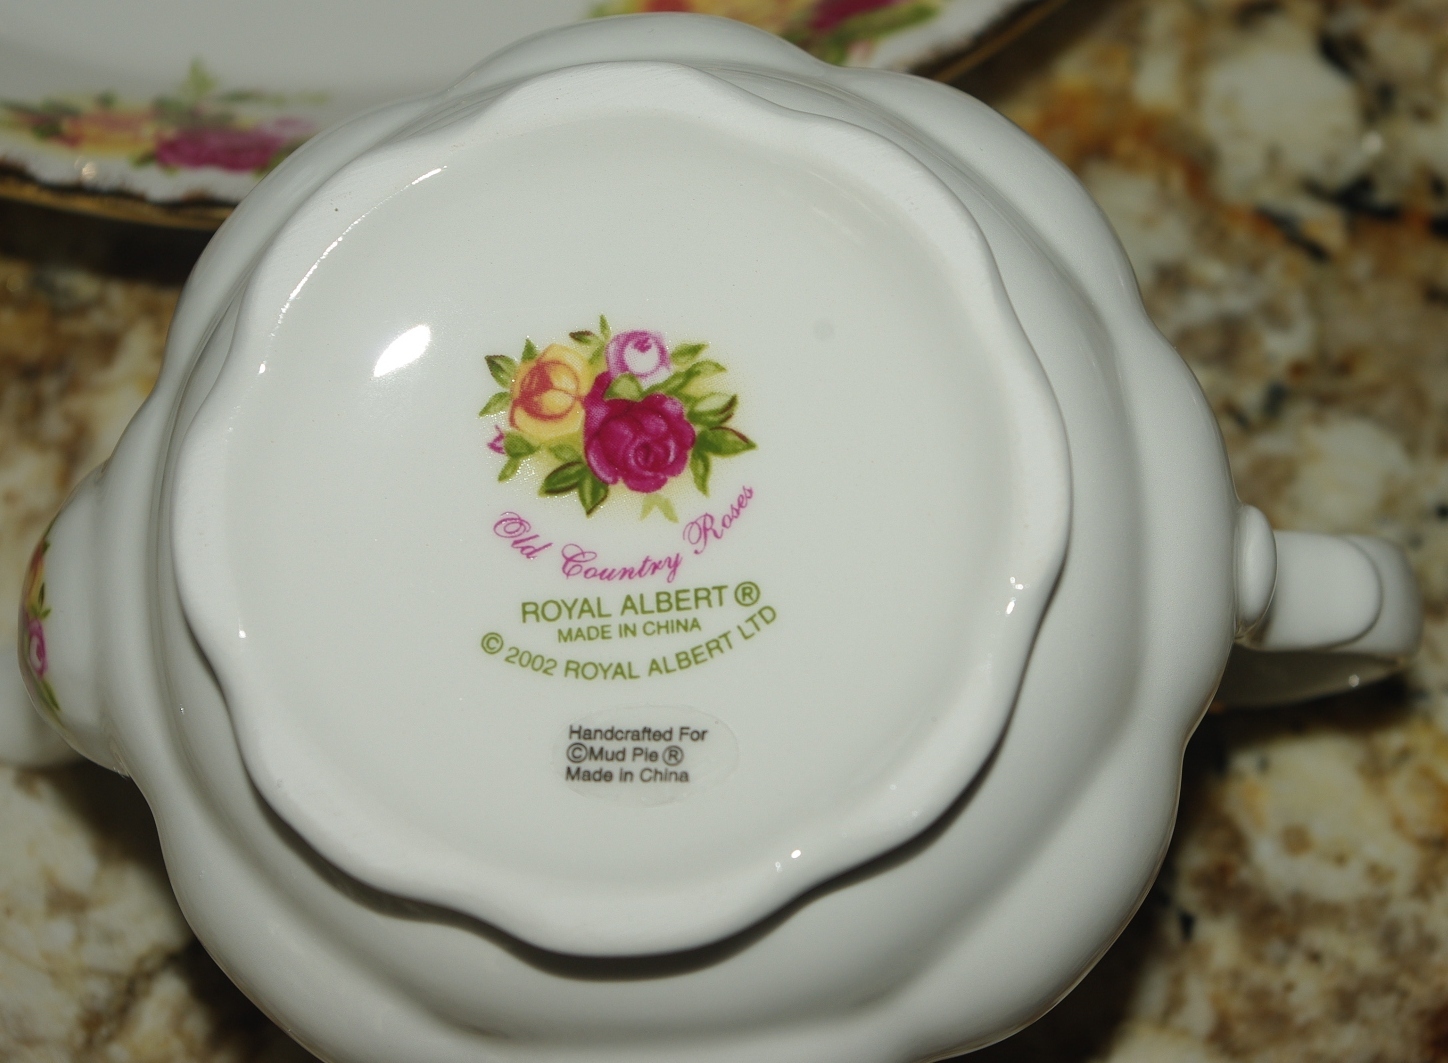 Old Country Roses
ROYAL ALBERT ®
MADE IN CHINA
© 2002 ROYAL ALBERT LTD
Handcrafted For
©Mud Pie ®
Made in China